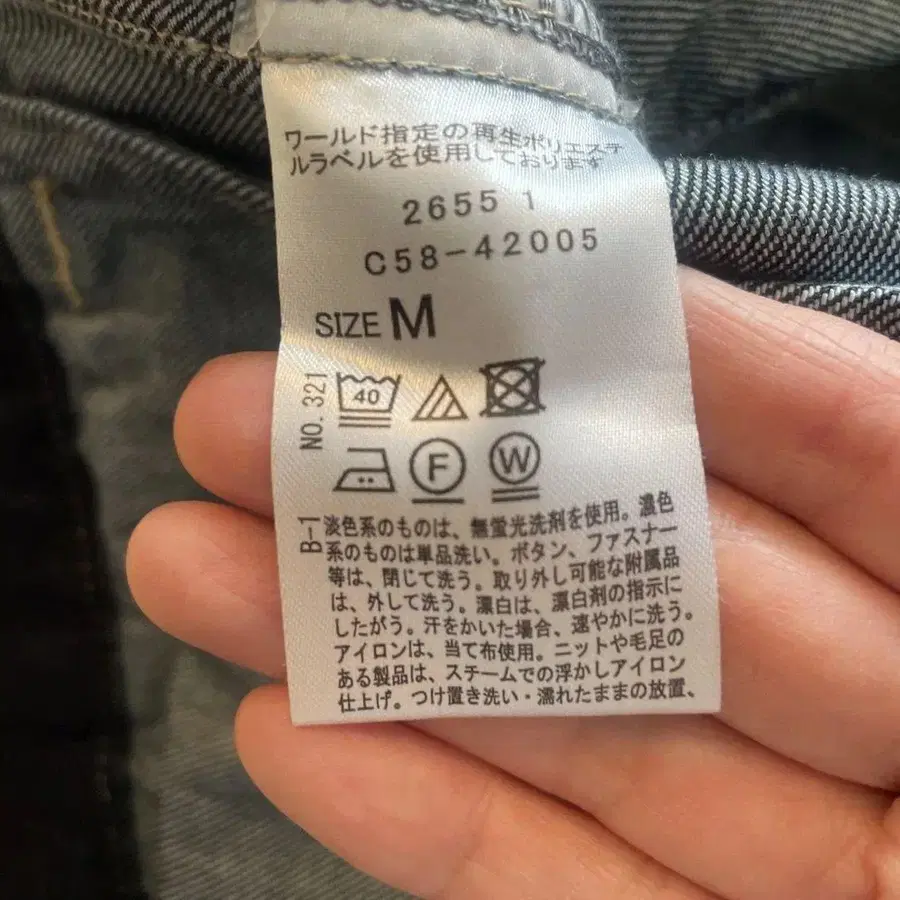 ワールド指定の再生ポリエステ
ルラベルを使用しております
2655 1
C58-42005
SIZE M
NO. 321
40
F
W
B-1
淡色系のものは、無蛍光洗剤を使用。濃色
系のものは単品洗い。ボタン、ファスナー
等は、閉じて洗う。取り外し可能な附属品
は、外して洗う。漂白は、漂白剤の指示に
したがう。汗をかいた場合、速やかに洗う。
アイロンは、当て布使用。ニットや毛足の
ある製品は、スチームでの浮かしアイロン
仕上げ。つけ置き洗い・濡れたままの放置、